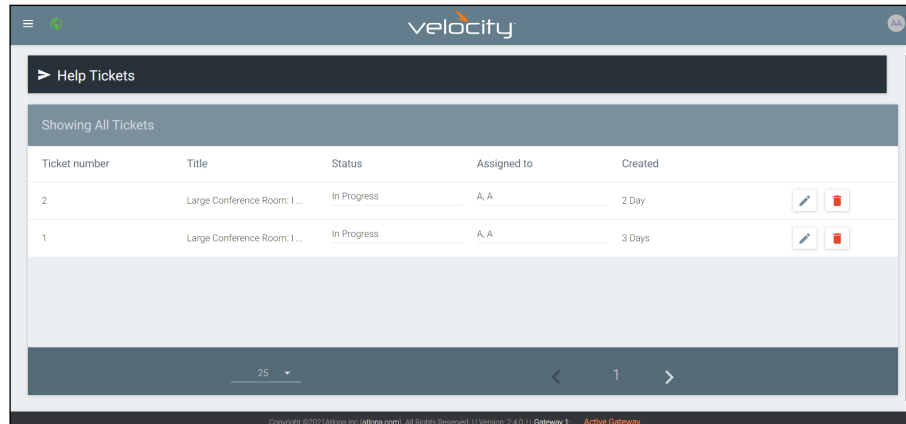 velocity
AA
Help Tickets
Showing All Tickets
Ticket number Title Status Assigned to Created
2 Large Conference Room: I ... In Progress A, A 2 Day
1 Large Conference Room: I ... In Progress A, A 3 Days
25 1
Copyright ©2021Atlona Inc (atlona.com). All Rights Reserved. | | Version: 2.4.0 | | Gateway 1: Active Gateway